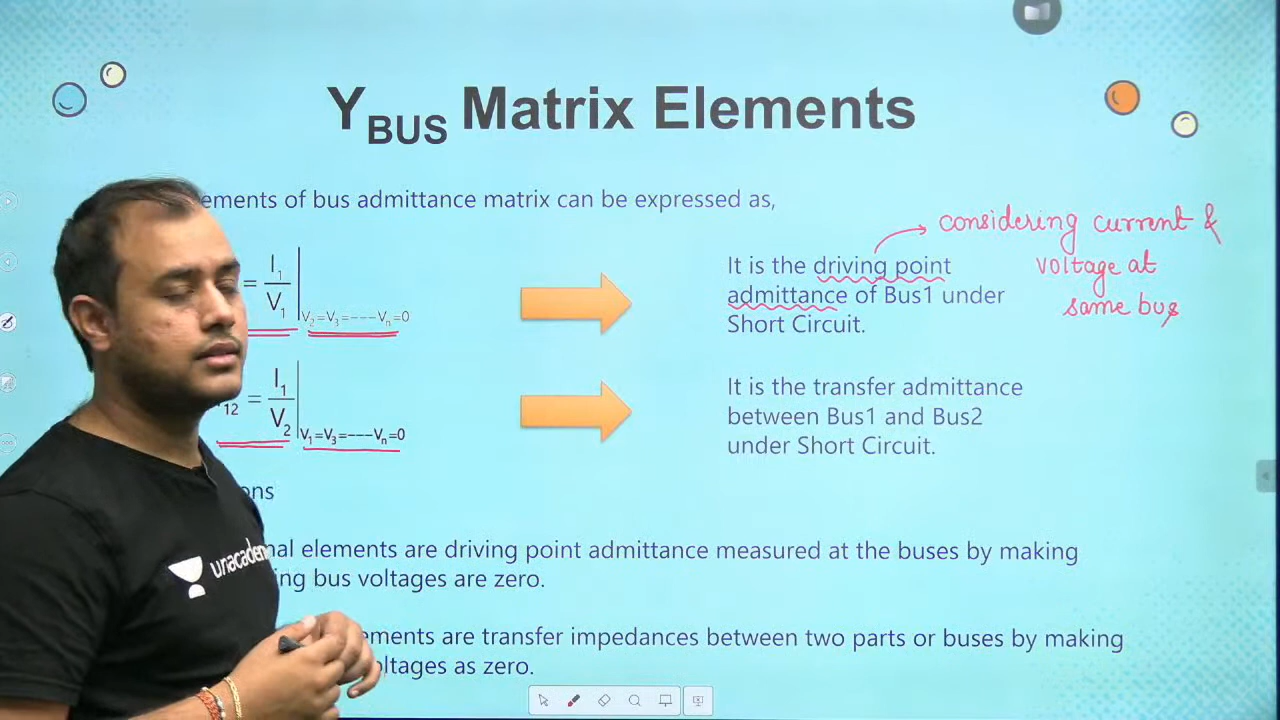 Y_BUS Matrix Elements
ements of bus admittance matrix can be expressed as,
considering current &
voltage at
same bus
= I₁/V₁ | V₂=V₃=---Vₙ=0
It is the driving point
admittance of Bus1 under
Short Circuit.
₁₂ = I₁/V₂ | V₁=V₃=---Vₙ=0
It is the transfer admittance
between Bus1 and Bus2
under Short Circuit.
ons
nal elements are driving point admittance measured at the buses by making
ing bus voltages are zero.
ements are transfer impedances between two parts or buses by making
oltages as zero.
unacadem